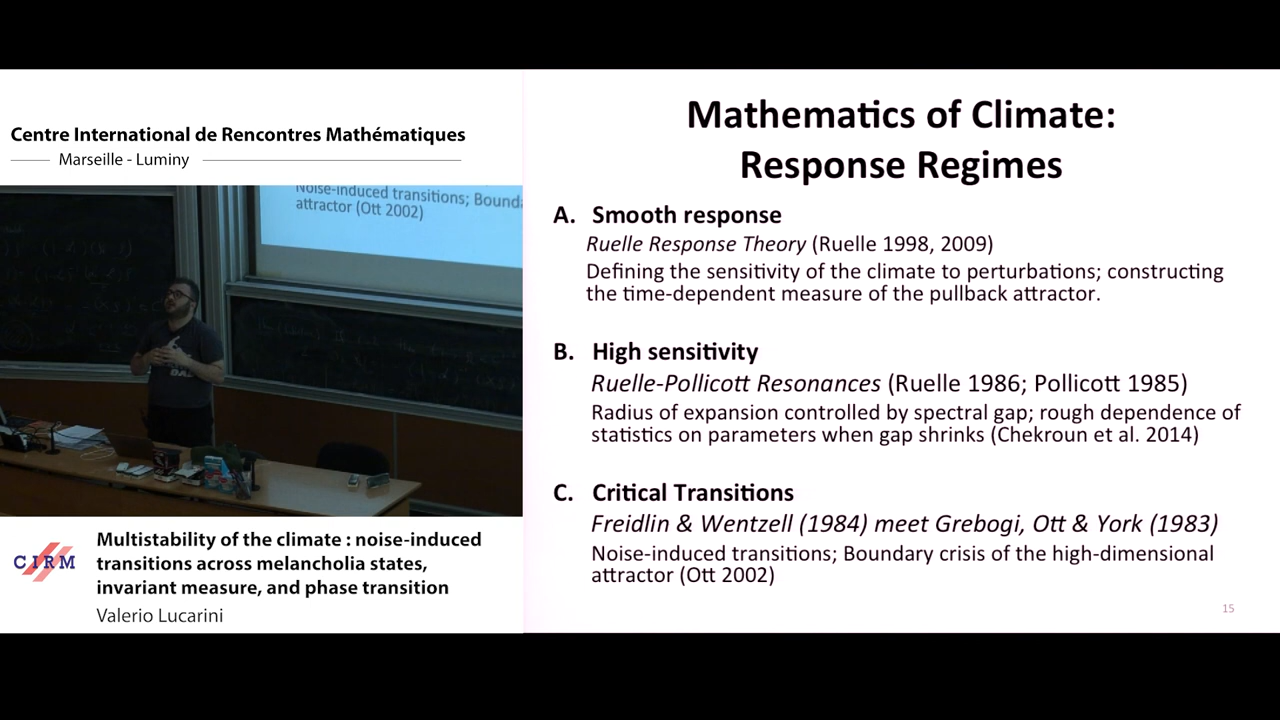 Centre International de Rencontres Mathématiques
Marseille - Luminy
Noise-induced transitions; Bounda
attractor (Ott 2002)
CIRM
Multistability of the climate : noise-induced
transitions across melancholia states,
invariant measure, and phase transition
Valerio Lucarini
Mathematics of Climate:
Response Regimes
A. Smooth response
Ruelle Response Theory (Ruelle 1998, 2009)
Defining the sensitivity of the climate to perturbations; constructing
the time-dependent measure of the pullback attractor.
B. High sensitivity
Ruelle-Pollicott Resonances (Ruelle 1986; Pollicott 1985)
Radius of expansion controlled by spectral gap; rough dependence of
statistics on parameters when gap shrinks (Chekroun et al. 2014)
C. Critical Transitions
Freidlin & Wentzell (1984) meet Grebogi, Ott & York (1983)
Noise-induced transitions; Boundary crisis of the high-dimensional
attractor (Ott 2002)
15